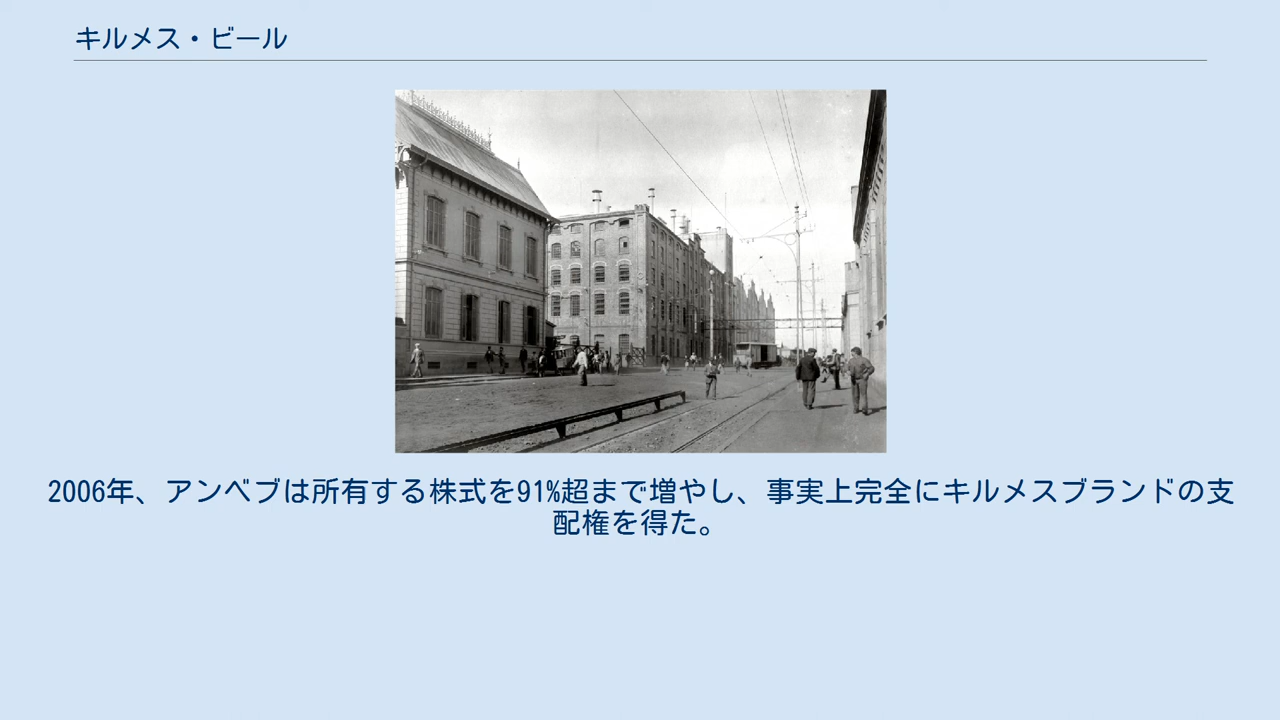 キルメス・ビール
2006年、アンベブは所有する株式を91%超まで増やし、事実上完全にキルメスブランドの支
配権を得た。